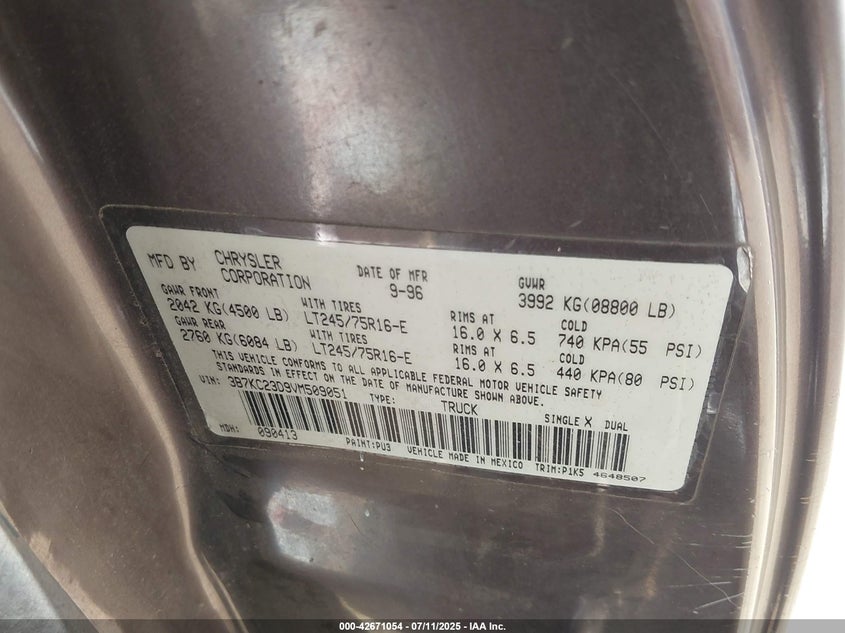 MFD BY CHRYSLER CORPORATION DATE OF MFR 9-96 GVWR 3992 KG(08800 LB)
GAWR FRONT WITH TIRES RIMS AT COLD
2042 KG(4500 LB) LT245/75R16-E 16.0 X 6.5 740 KPA(55 PSI)
GAWR REAR WITH TIRES RIMS AT COLD
2760 KG(6084 LB) LT245/75R16-E 16.0 X 6.5 440 KPA(80 PSI)
THIS VEHICLE CONFORMS TO ALL APPLICABLE FEDERAL MOTOR VEHICLE SAFETY
STANDARDS IN EFFECT ON THE DATE OF MANUFACTURE SHOWN ABOVE.
VIN: 3B7KC23D9VM509051 TYPE: TRUCK SINGLE X DUAL
MDH: 090413 PAINT:PU3 VEHICLE MADE IN MEXICO TRIM:P1K5 4648507
000-42671054 - 07/11/2025 - IAA Inc.